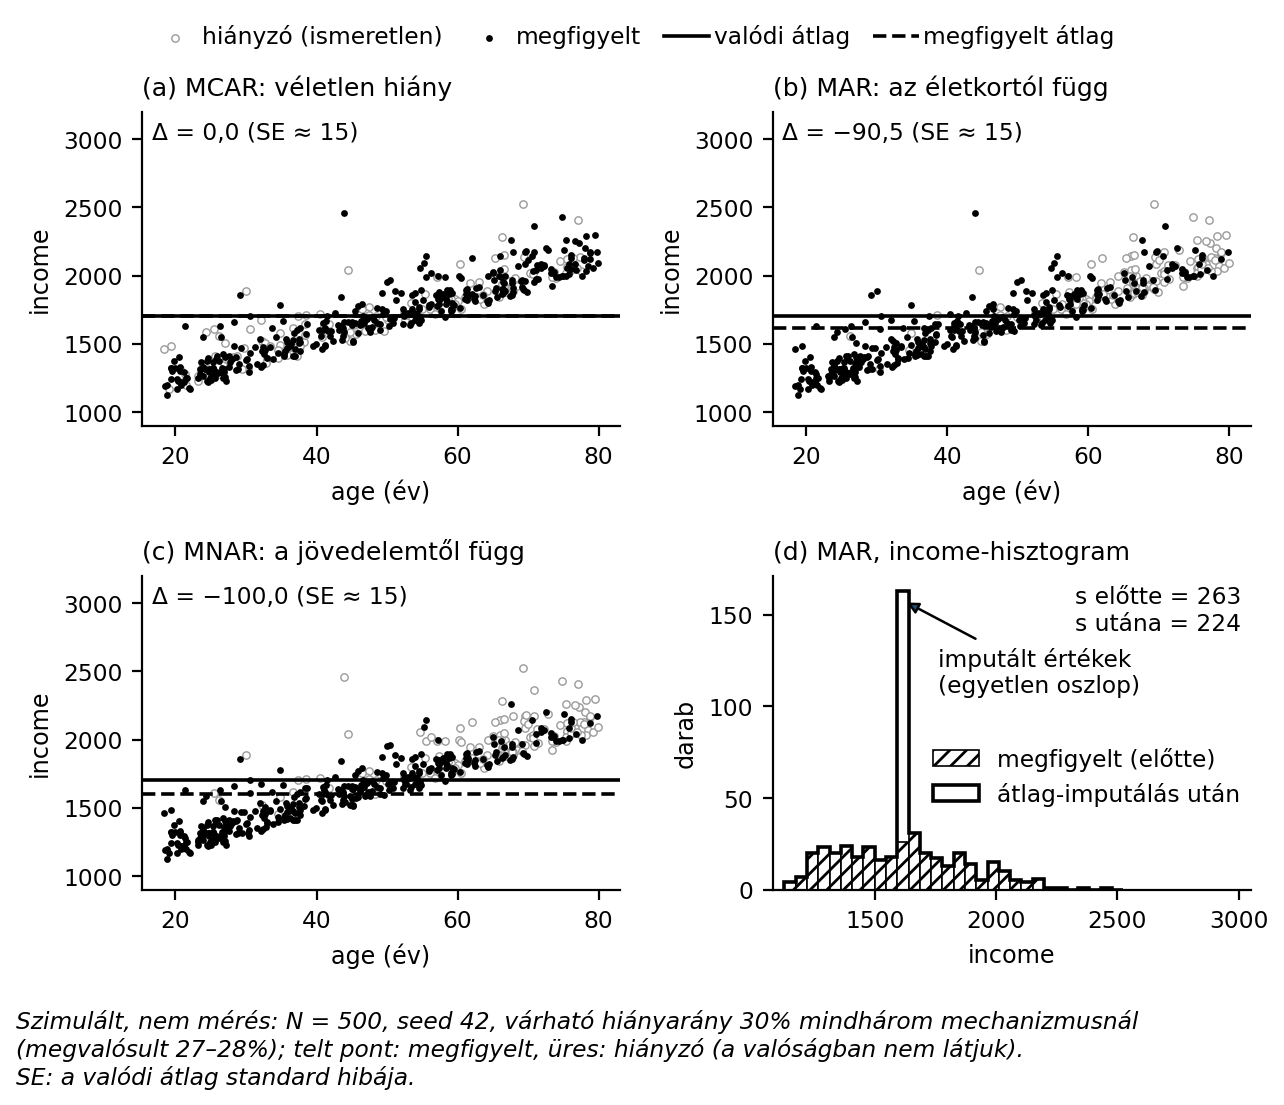 hiányzó (ismeretlen) megfigyelt valódi átlag megfigyelt átlag
(a) MCAR: véletlen hiány
Δ = 0,0 (SE ≈ 15)
3000
2500
2000
1500
1000
income
20 40 60 80
age (év)
(b) MAR: az életkortól függ
Δ = −90,5 (SE ≈ 15)
3000
2500
2000
1500
1000
income
20 40 60 80
age (év)
(c) MNAR: a jövedelemtől függ
Δ = −100,0 (SE ≈ 15)
3000
2500
2000
1500
1000
income
20 40 60 80
age (év)
(d) MAR, income-hisztogram
s előtte = 263
s utána = 224
imputált értékek
(egyetlen oszlop)
megfigyelt (előtte)
átlag-imputálás után
150
100
50
0
darab
1500 2000 2500 3000
income
Szimulált, nem mérés: N = 500, seed 42, várható hiányarány 30% mindhárom mechanizmusnál
(megvalósult 27–28%); telt pont: megfigyelt, üres: hiányzó (a valóságban nem látjuk).
SE: a valódi átlag standard hibája.